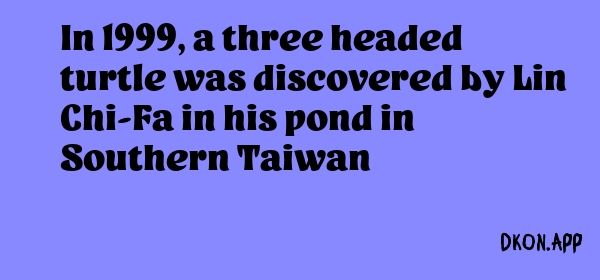 In 1999, a three headed
turtle was discovered by Lin
Chi-Fa in his pond in
Southern Taiwan
DKON.APP